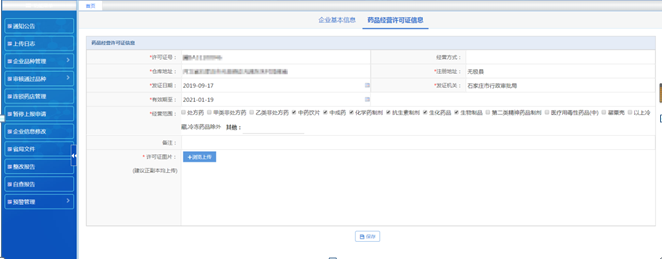 首页
通知公告
上传日志
企业品种管理
审核通过品种
连锁药店管理
暂停上报申请
企业信息修改
省局文件
整改报告
自查报告
预警管理
企业基本信息
药品经营许可证信息
药品经营许可证信息
*许可证号:
经营方式:
*仓库地址:
*注册地址: 无极县
*发证日期: 2019-09-17
*发证机关: 石家庄市行政审批局
*有效期至: 2021-01-19
*经营范围: 处方药 甲类非处方药 乙类非处方药 中药饮片 中成药 化学药制剂 抗生素制剂 生化药品 生物制品 第二类精神药品制剂 医疗用毒性药品(中) 罂粟壳 以上冷
藏,冷冻药品除外 其他:
备注:
*许可证图片:
(建议正副本均上传)
浏览上传
保存